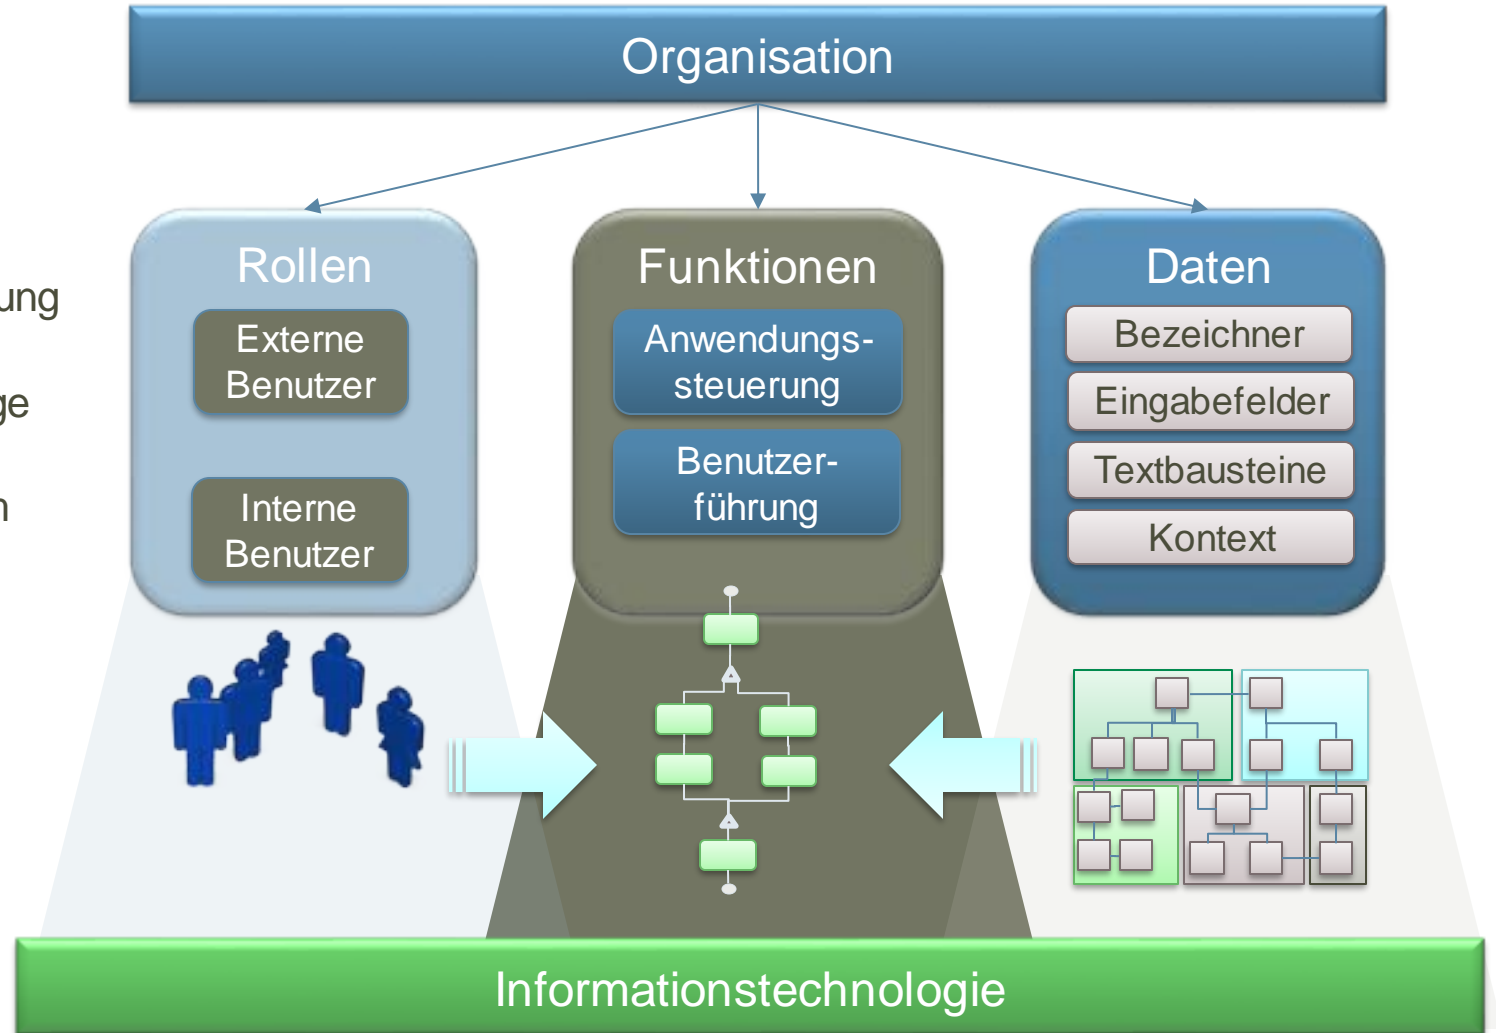 Organisation
Rollen
Externe
Benutzer
Interne
Benutzer
Funktionen
Anwendungs-
steuerung
Benutzer-
führung
Daten
Bezeichner
Eingabefelder
Textbausteine
Kontext
Informationstechnologie